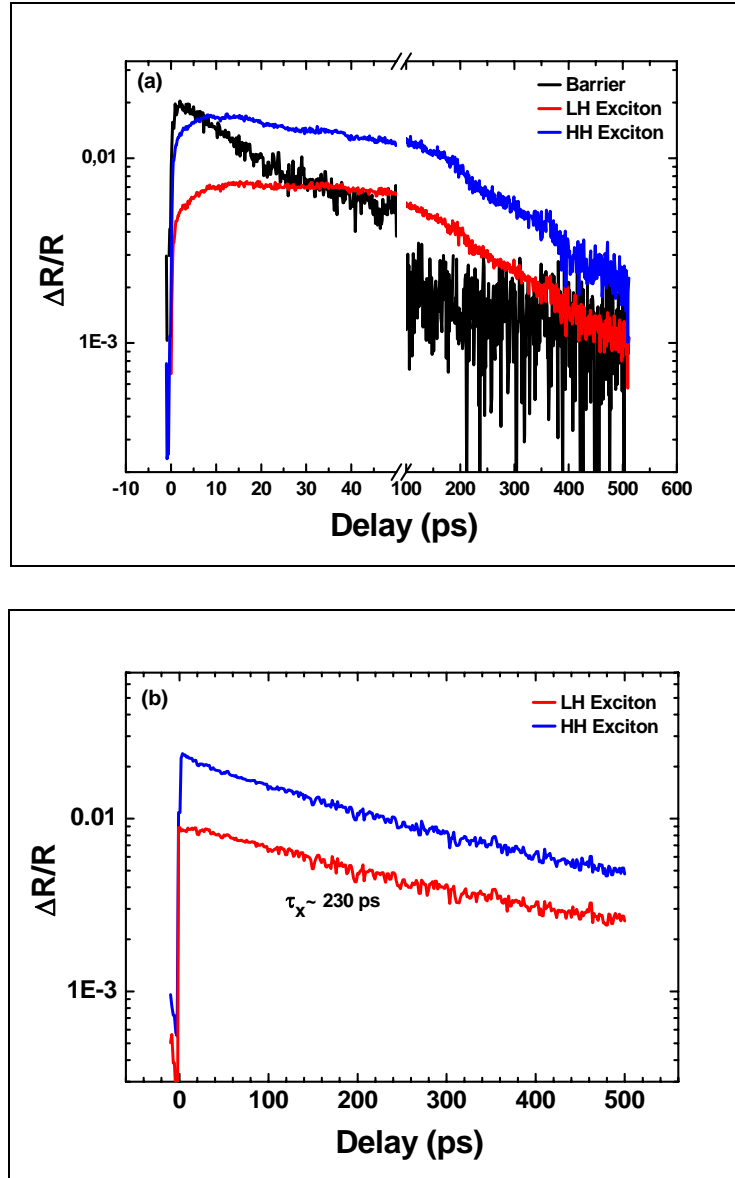 (a)
Barrier
LH Exciton
HH Exciton
0.01
1E-3
ΔR/R
-10 0 10 20 30 40 100 200 300 400 500 600
Delay (ps)
(b)
LH Exciton
HH Exciton
0.01
1E-3
ΔR/R
τx~ 230 ps
0 100 200 300 400 500
Delay (ps)